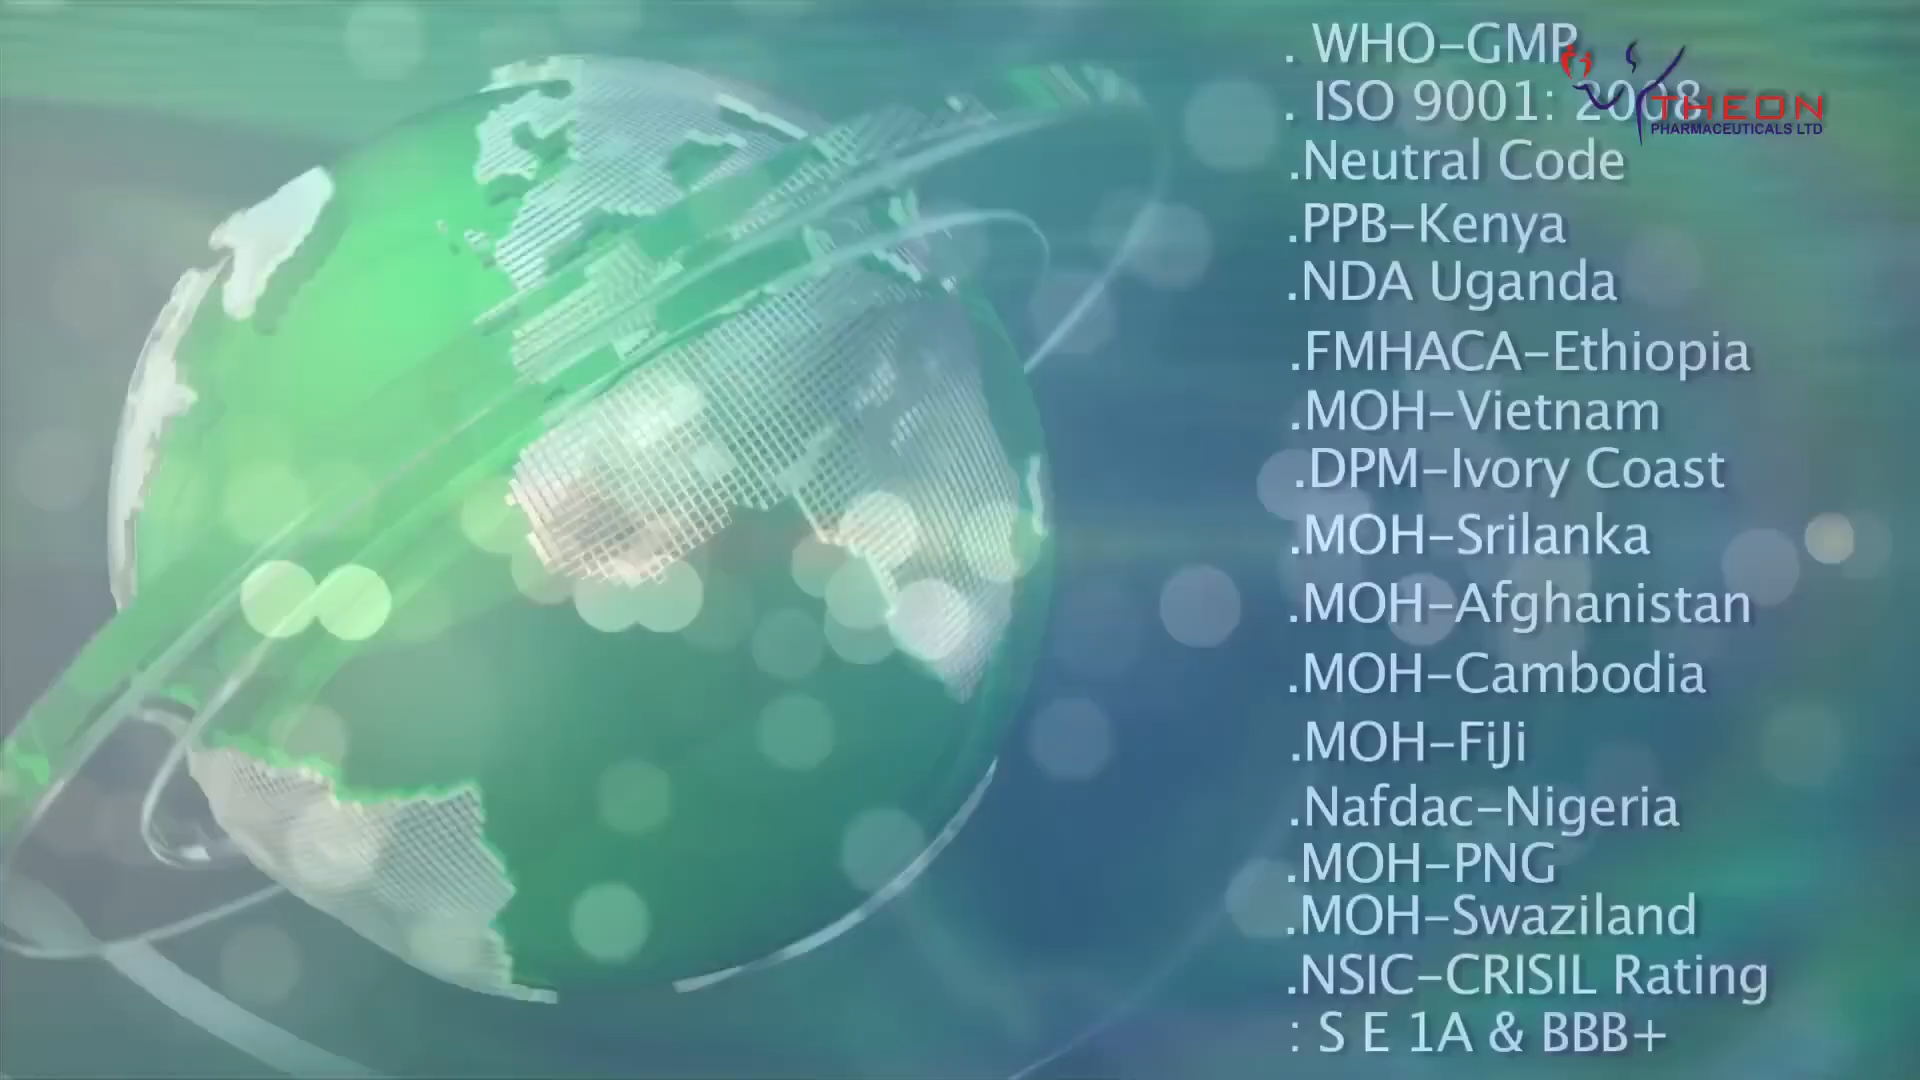 . WHO-GMP
. ISO 9001: 2008
THEON
PHARMACEUTICALS LTD
.Neutral Code
.PPB-Kenya
.NDA Uganda
.FMHACA-Ethiopia
.MOH-Vietnam
.DPM-Ivory Coast
.MOH-Srilanka
.MOH-Afghanistan
.MOH-Cambodia
.MOH-FiJi
.Nafdac-Nigeria
.MOH-PNG
.MOH-Swaziland
.NSIC-CRISIL Rating
: S E 1A & BBB+